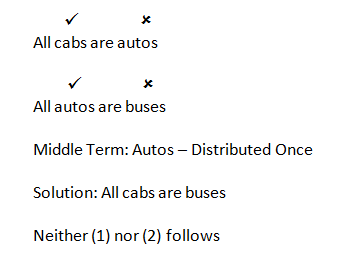 ✓ ×
All cabs are autos
✓ ×
All autos are buses
Middle Term: Autos – Distributed Once
Solution: All cabs are buses
Neither (1) nor (2) follows